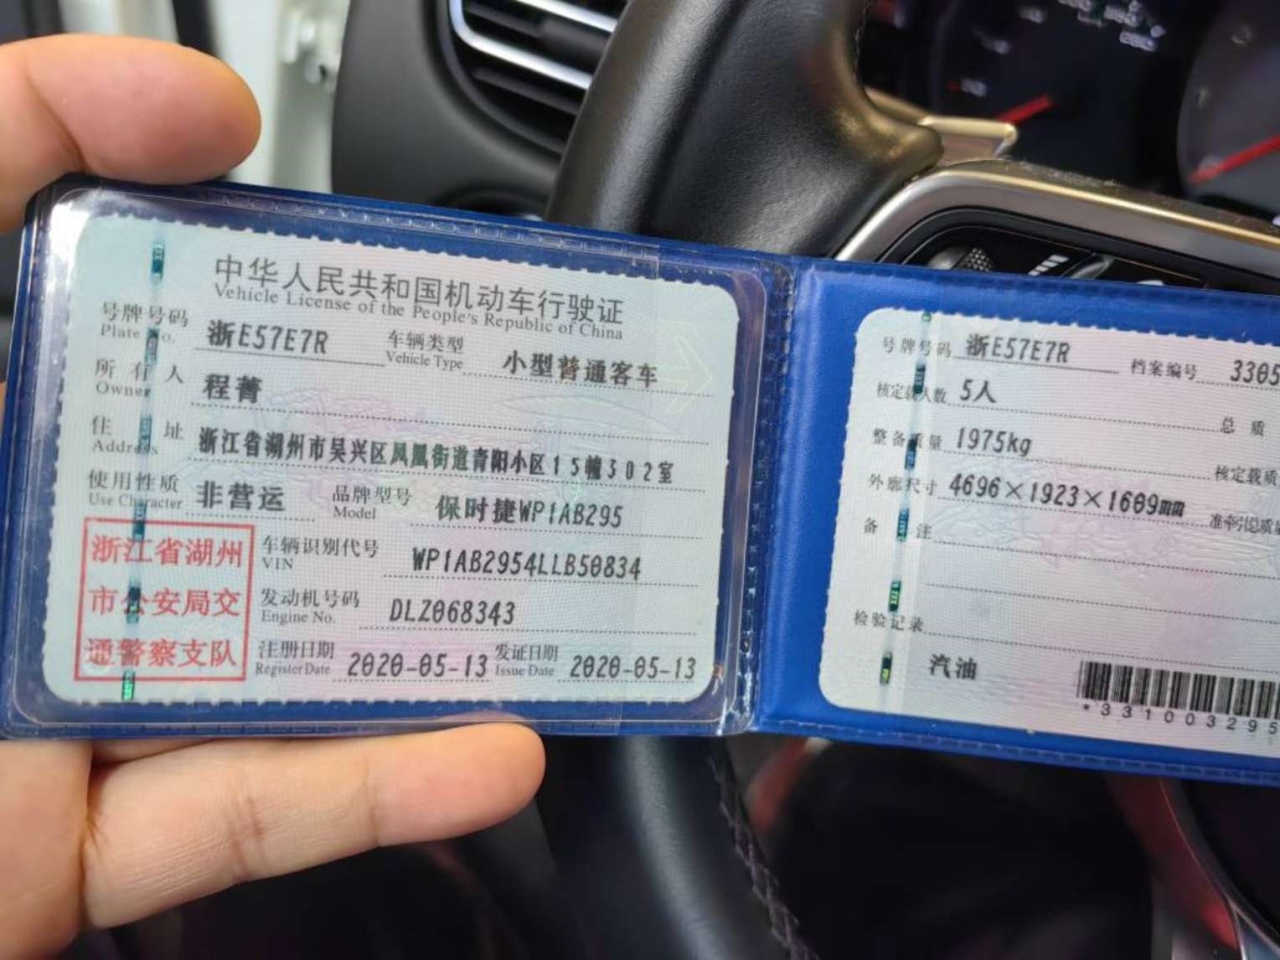 中华人民共和国机动车行驶证
Vehicle License of the People's Republic of China
号牌号码 浙E57E7R 车辆类型 小型普通客车
Plate No. Vehicle Type
所有人 程菁
Owner
住址 浙江省湖州市吴兴区凤凰街道青阳小区15幢302室
Address
使用性质 非营运 品牌型号 保时捷WP1AB295
Use Character Model
浙江省湖州
市公安局交
通警察支队
车辆识别代号 WP1AB2954LLB50834
VIN
发动机号码 DLZ068343
Engine No.
注册日期 2020-05-13 发证日期 2020-05-13
Register Date Issue Date
号牌号码 浙E57E7R 档案编号 3305
核定载人数 5人 总质
整备质量 1975kg 核定载质
外廓尺寸 4696×1923×1609mm 准牵引总质
备注
检验记录
汽油
*331003295